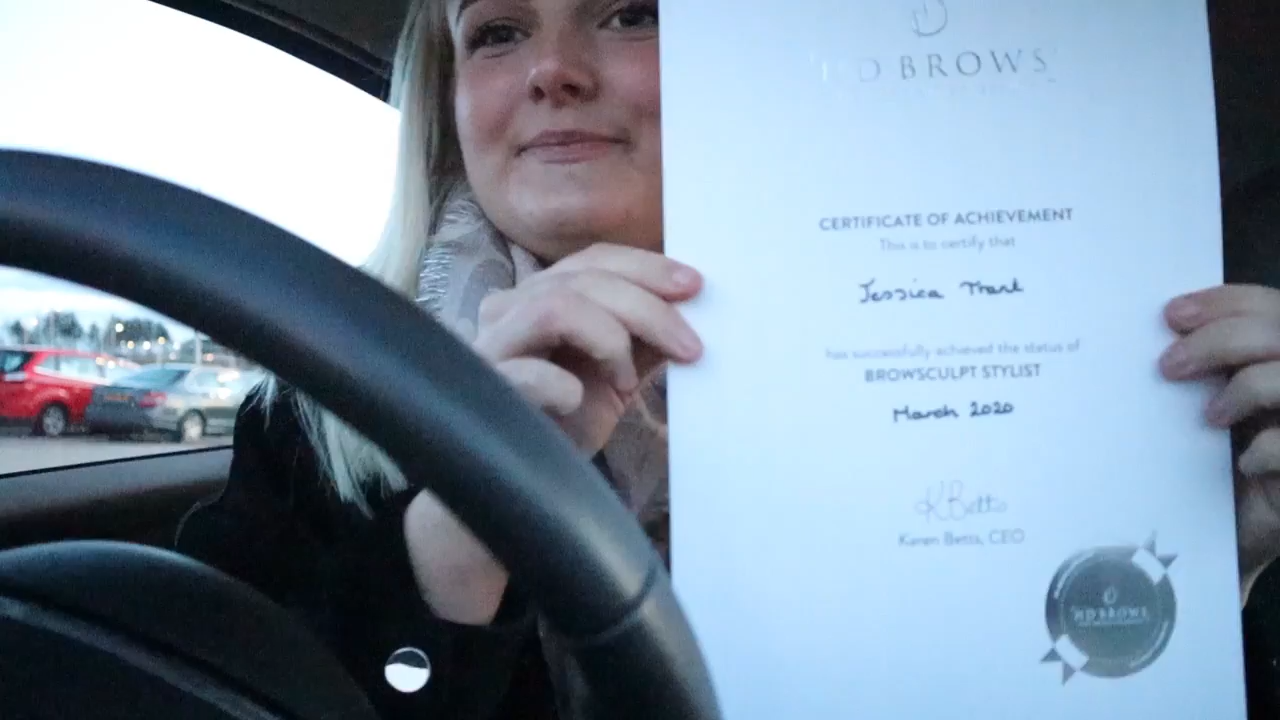 HD BROWS
CERTIFICATE OF ACHIEVEMENT
This is to certify that
Jessica
has successfully achieved the status of
BROWSCULPT STYLIST
March 2020
KBetts
Karen Betts, CEO
HD BROWS